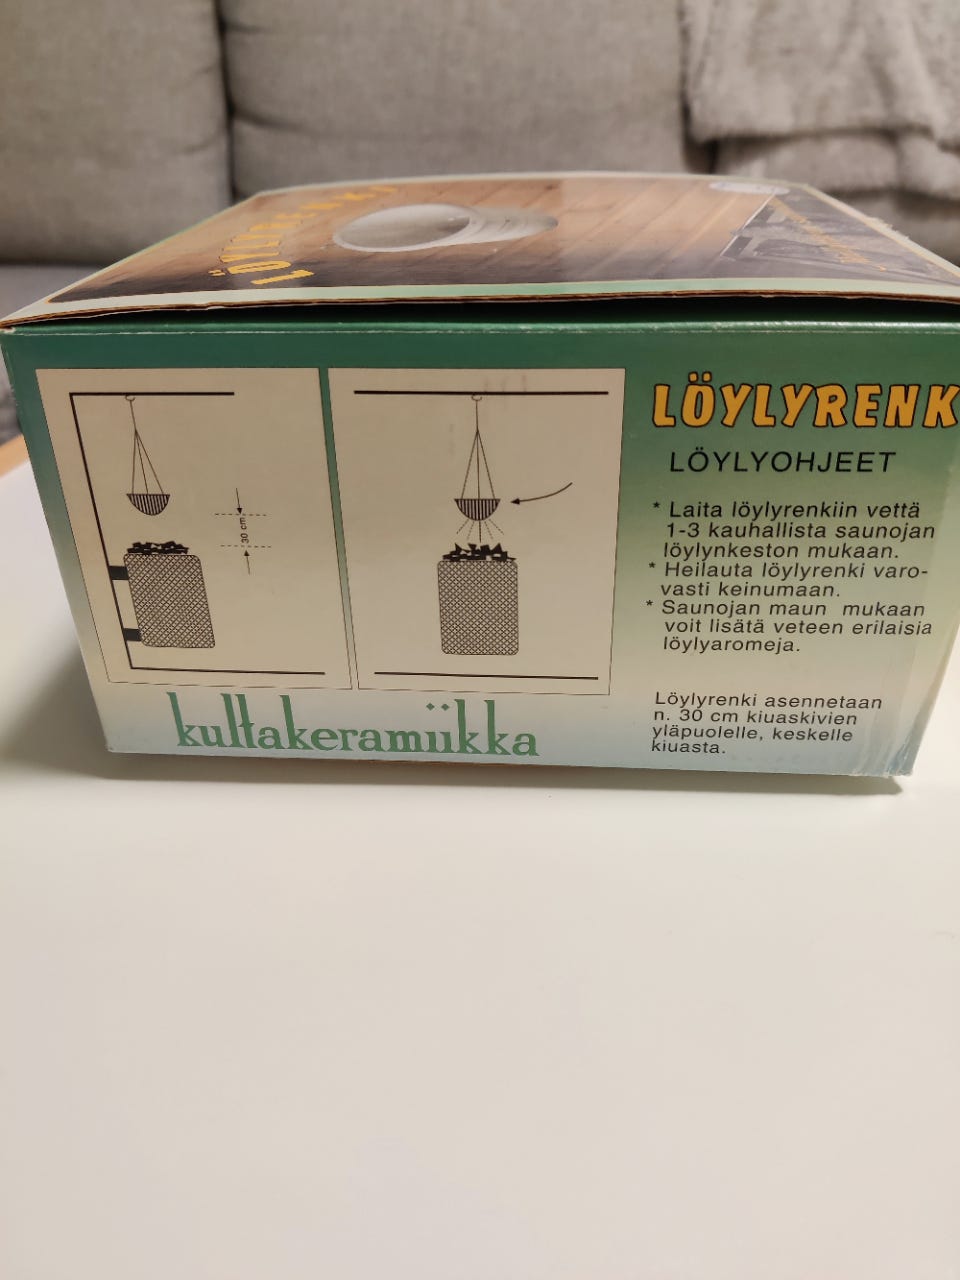 LÖYLYRENKI
30 cm
LÖYLYRENK
LÖYLYOHJEET
* Laita löylyrenkiin vettä
1-3 kauhallista saunojan
löylynkeston mukaan.
* Heilauta löylyrenki varo-
vasti keinumaan.
* Saunojan maun mukaan
voit lisätä veteen erilaisia
löylyaromeja.
Löylyrenki asennetaan
n. 30 cm kiuaskivien
yläpuolelle, keskelle
kiuasta.
kultakeramiikka